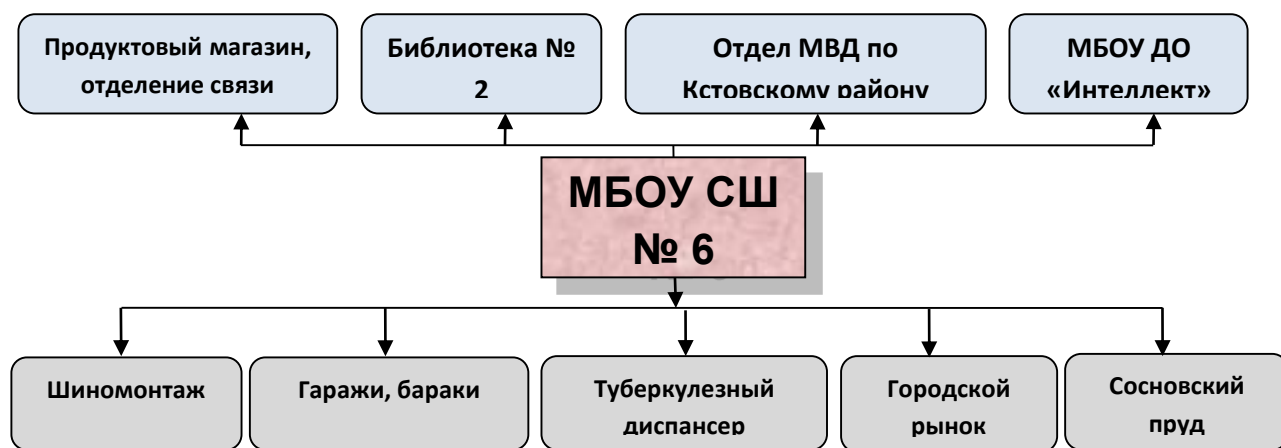 Продуктовый магазин,
отделение связи
Библиотека №
2
Отдел МВД по
Кстовскому району
МБОУ ДО
«Интеллект»
МБОУ СШ
№ 6
Шиномонтаж
Гаражи, бараки
Туберкулезный
диспансер
Городской
рынок
Сосновский
пруд